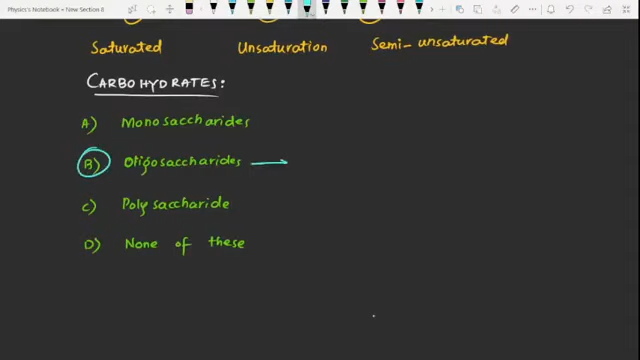 Physics's Notebook » New Section 8
Saturated Unsaturation Semi-unsaturated
CARBOHYDRATES:
A) Monosaccharides
B) Oligosaccharides
C) Polysaccharide
D) None of these